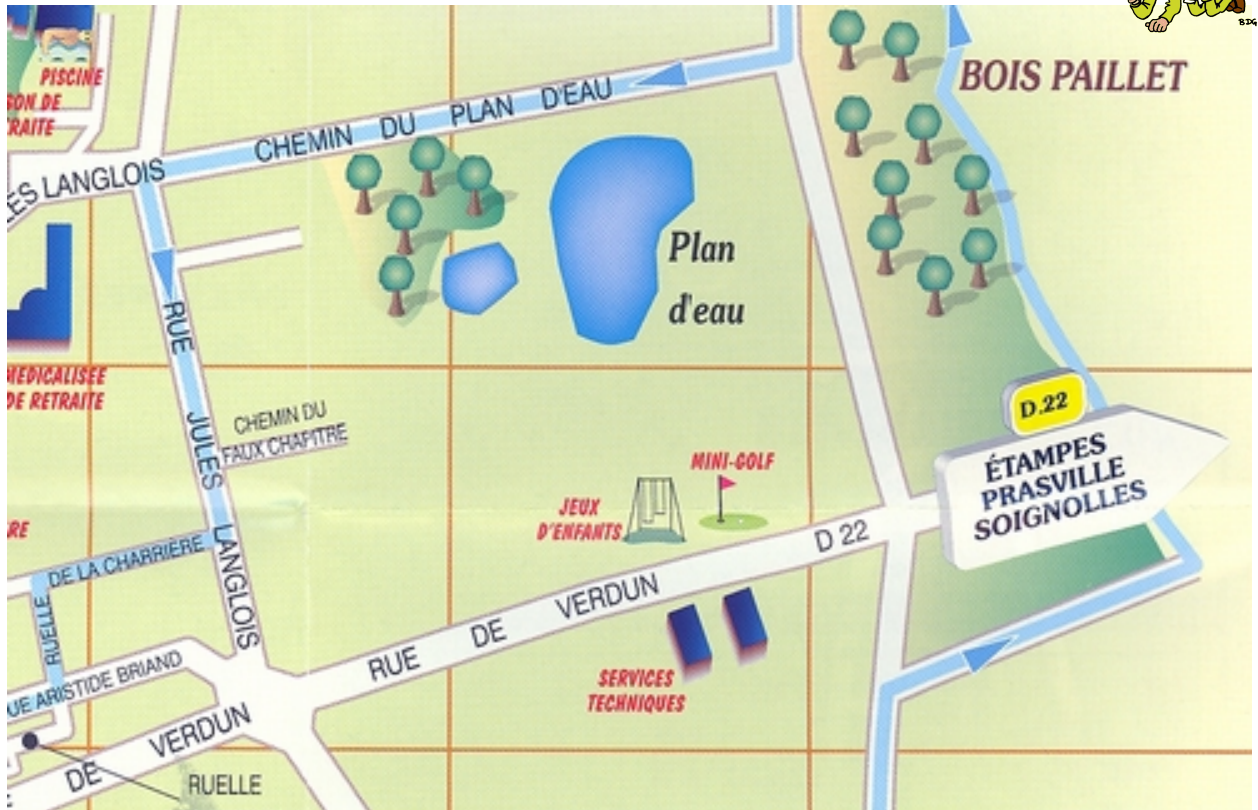 BDG
PISCINE
SON DE
RAITE
BOIS PAILLET
CHEMIN DU PLAN D'EAU
LES LANGLOIS
Plan
d'eau
MEDICALISEE
DE RETRAITE
RUE JULES LANGLOIS
CHEMIN DU
FAUX CHAPITRE
D.22
ÉTAMPES
PRASVILLE
SOIGNOLLES
MINI-GOLF
JEUX
D'ENFANTS
RE
D 22
DE LA CHARRIÈRE
RUELLE
RUE DE VERDUN
SERVICES
TECHNIQUES
UE ARISTIDE BRIAND
DE VERDUN
RUELLE